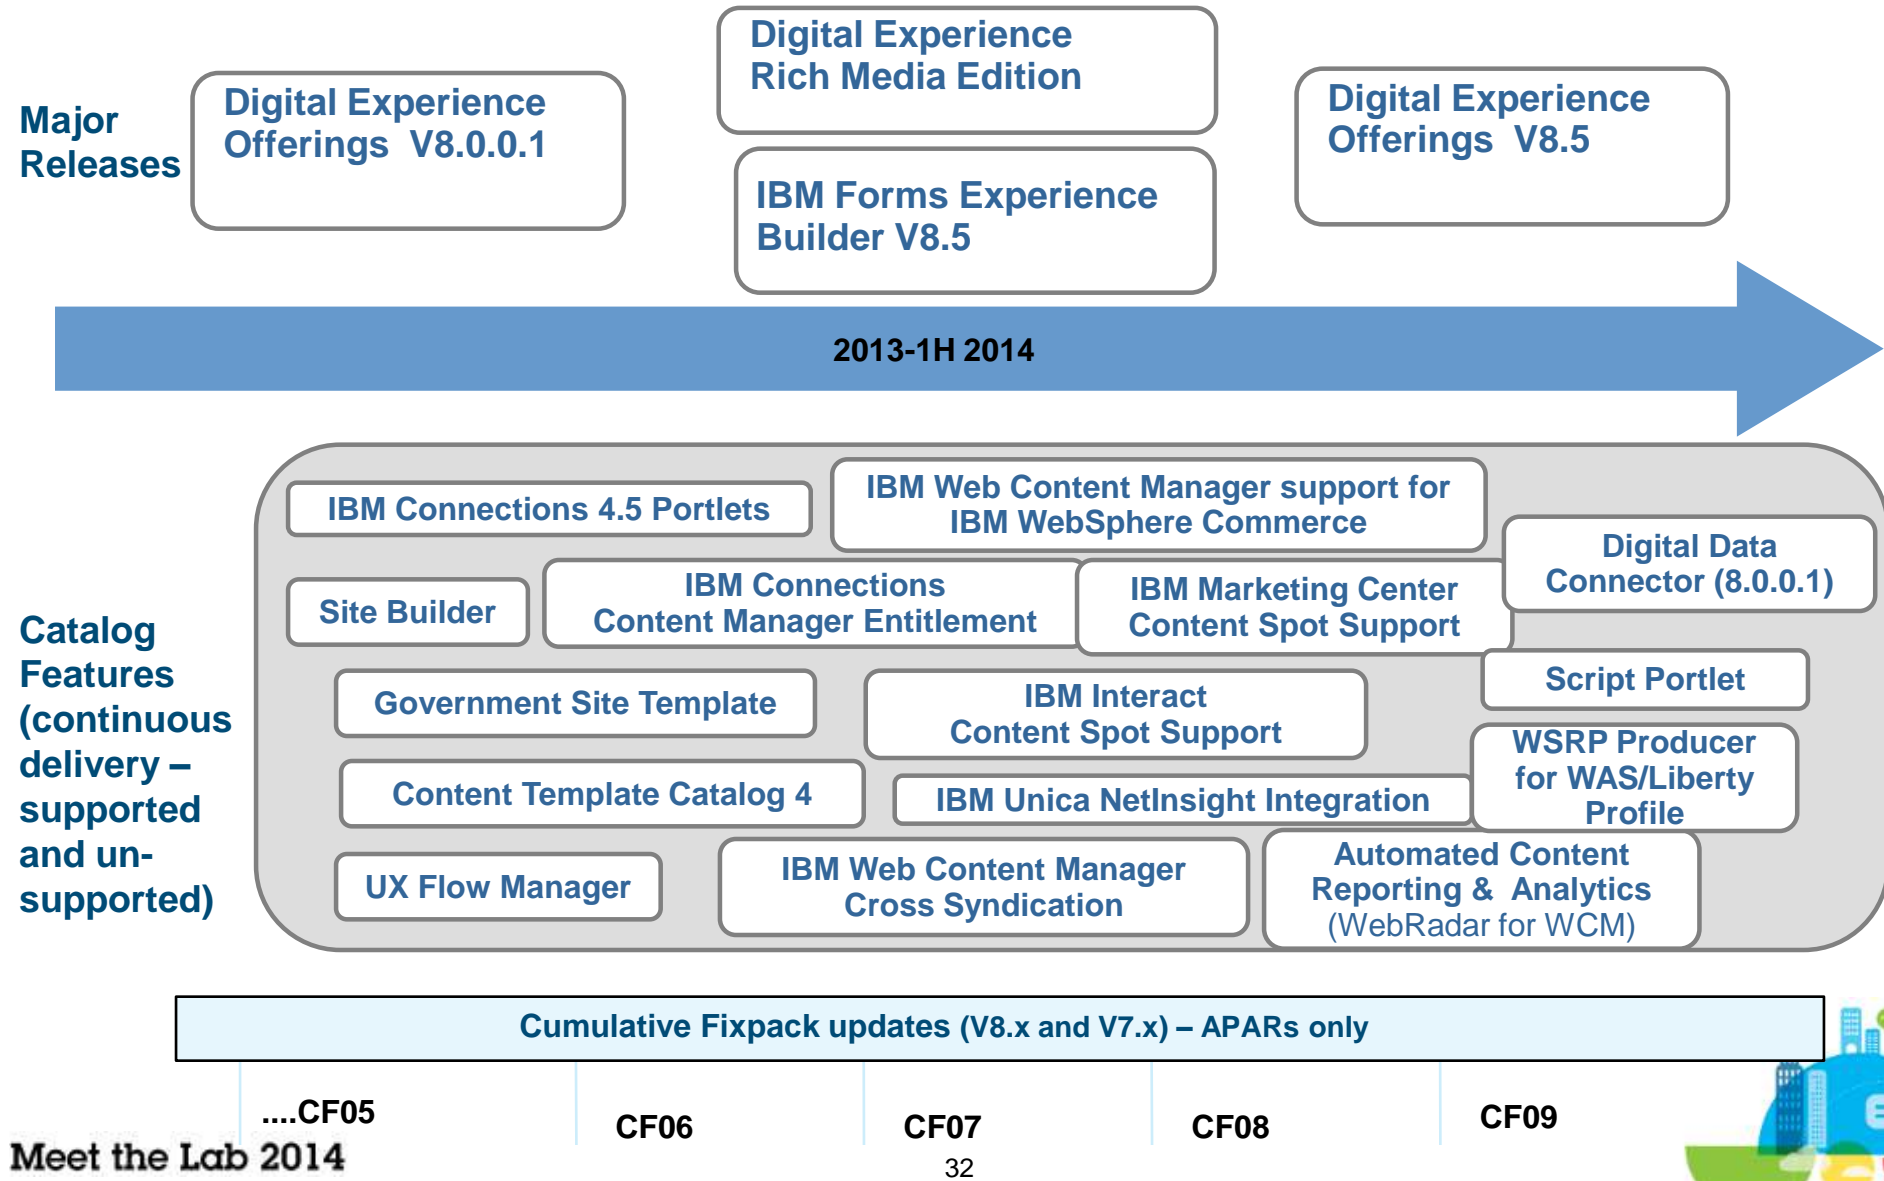 Digital Experience
Rich Media Edition
Major
Releases
Digital Experience
Offerings V8.0.0.1
Digital Experience
Offerings V8.5
IBM Forms Experience
Builder V8.5
2013-1H 2014
Catalog
Features
(continuous
delivery –
supported
and un-
supported)
IBM Connections 4.5 Portlets
IBM Web Content Manager support for
IBM WebSphere Commerce
Digital Data
Connector (8.0.0.1)
Site Builder
IBM Connections
Content Manager Entitlement
IBM Marketing Center
Content Spot Support
Script Portlet
Government Site Template
IBM Interact
Content Spot Support
WSRP Producer
for WAS/Liberty
Profile
Content Template Catalog 4
IBM Unica NetInsight Integration
UX Flow Manager
IBM Web Content Manager
Cross Syndication
Automated Content
Reporting & Analytics
(WebRadar for WCM)
Cumulative Fixpack updates (V8.x and V7.x) – APARs only
....CF05
CF06
CF07
CF08
CF09
Meet the Lab 2014
32